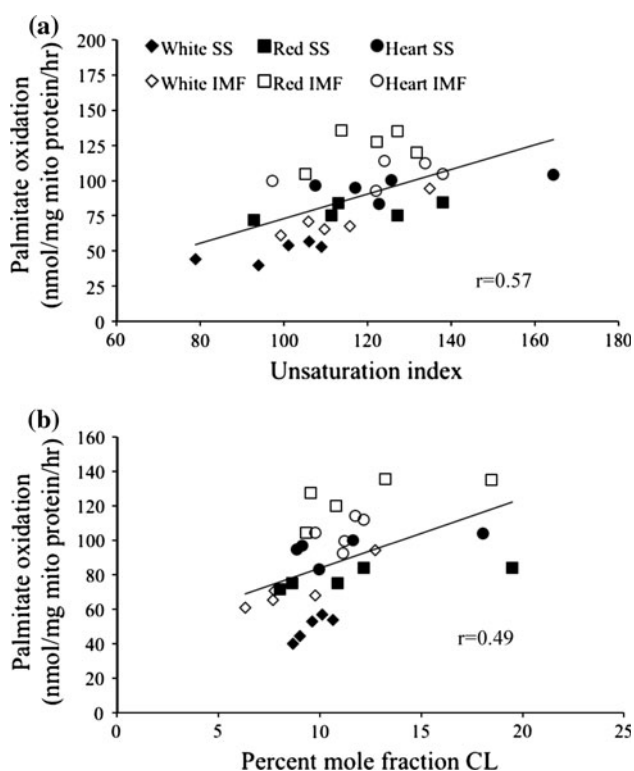 (a)
200
175
150
125
100
75
50
25
0
White SS Red SS Heart SS
White IMF Red IMF Heart IMF
Palmitate oxidation
(nmol/mg mito protein/hr)
r=0.57
60 80 100 120 140 160 180
Unsaturation index
(b)
160
140
120
100
80
60
40
20
0
Palmitate oxidation
(nmol/mg mito protein/hr)
r=0.49
0 5 10 15 20 25
Percent mole fraction CL